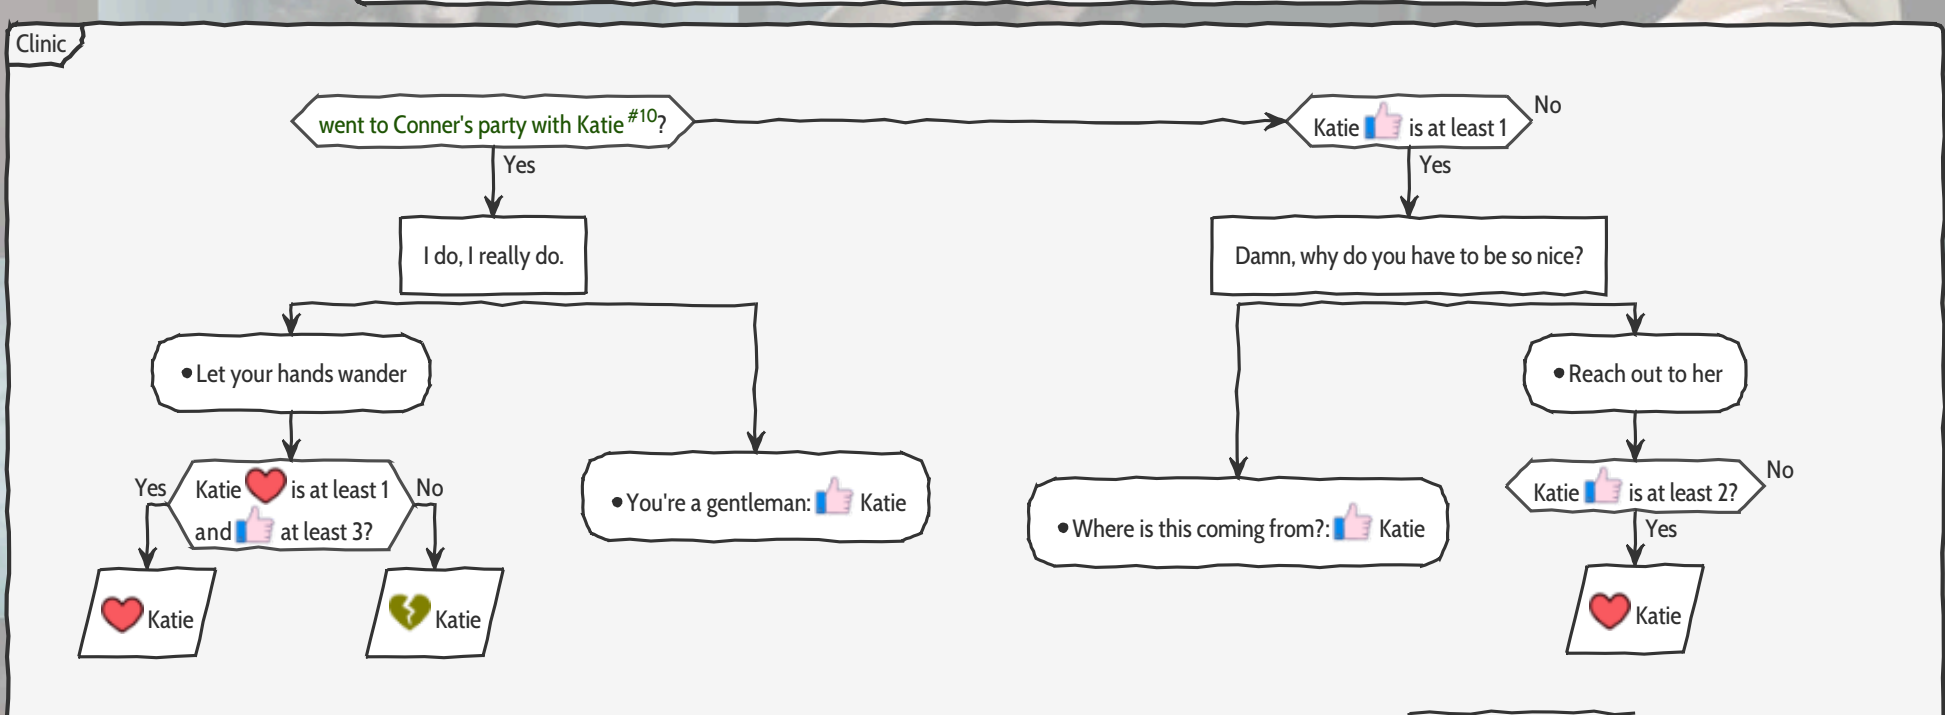 Clinic
went to Conner's party with Katie #10?
Katie is at least 1
No
Yes
Yes
I do, I really do.
Damn, why do you have to be so nice?
•Let your hands wander
•Reach out to her
Yes
Katie is at least 1
and at least 3?
No
•You're a gentleman: Katie
•Where is this coming from?: Katie
Katie is at least 2?
No
Yes
Katie
Katie
Katie